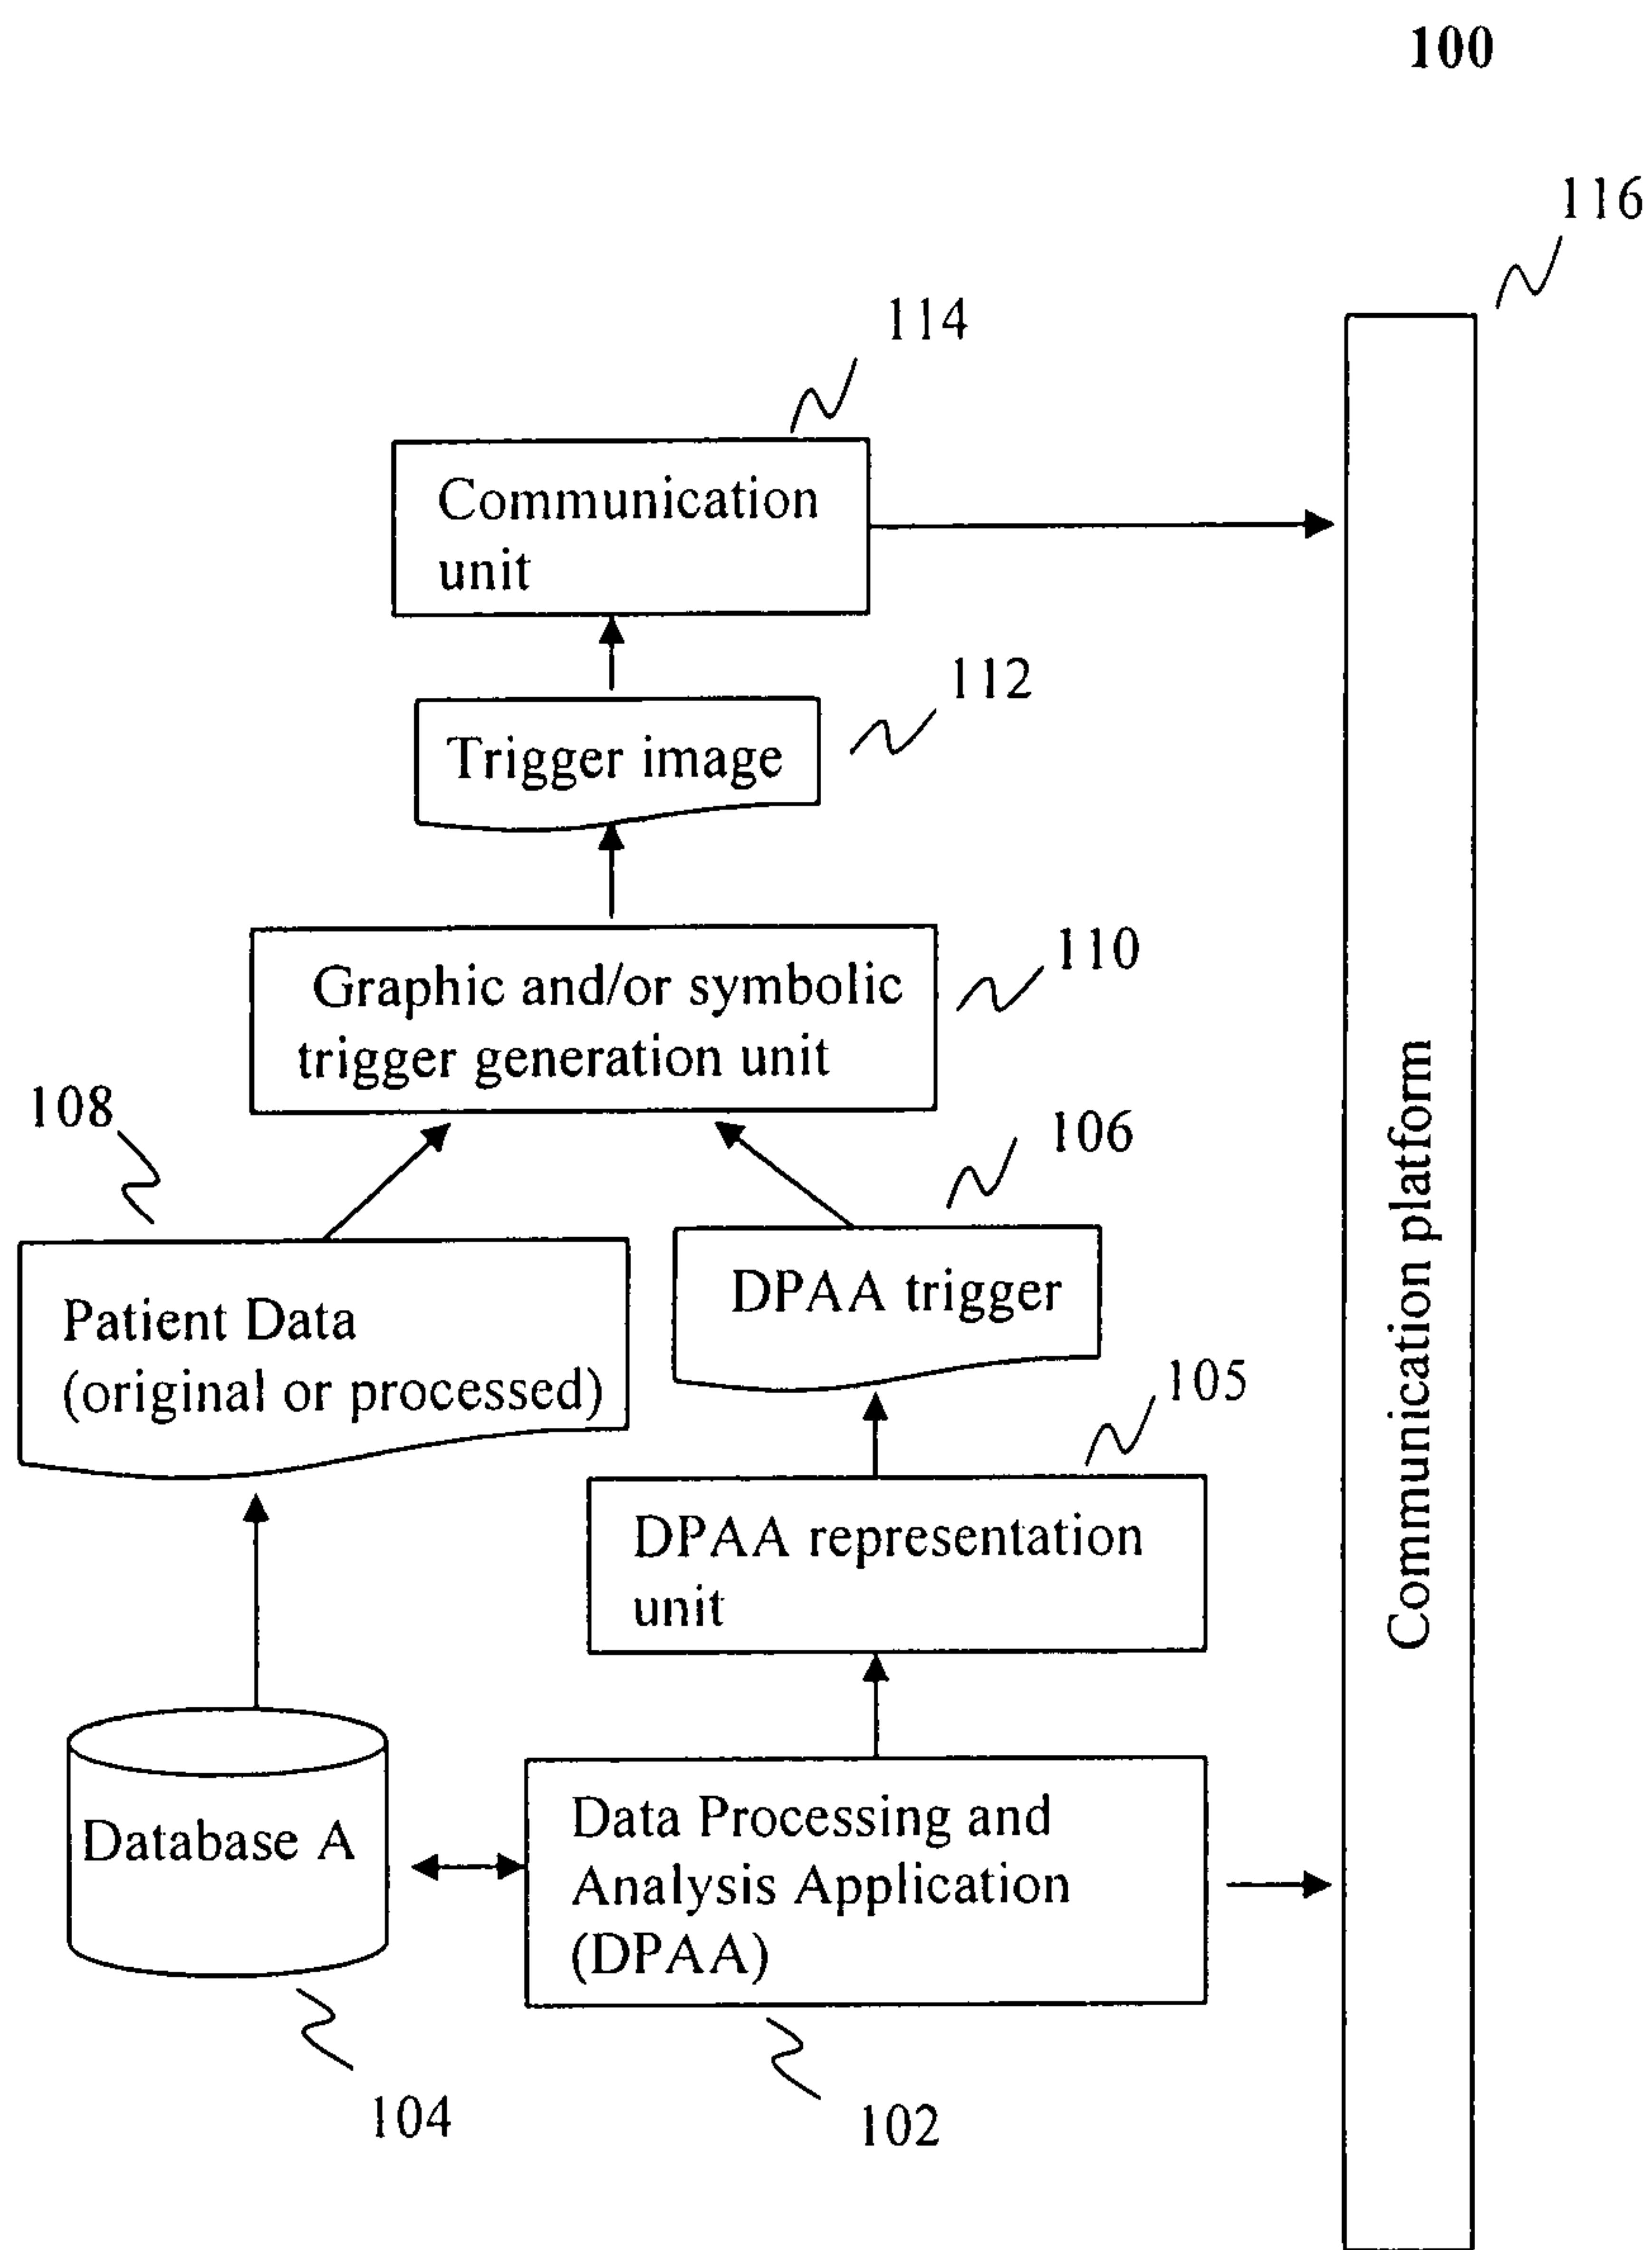 100
116
114
Communication
unit
112
Trigger image
110
Graphic and/or symbolic
trigger generation unit
108
106
DPAA trigger
Patient Data
(original or processed)
105
DPAA representation
unit
Communication platform
Data Processing and
Analysis Application
(DPAA)
Database A
104
102